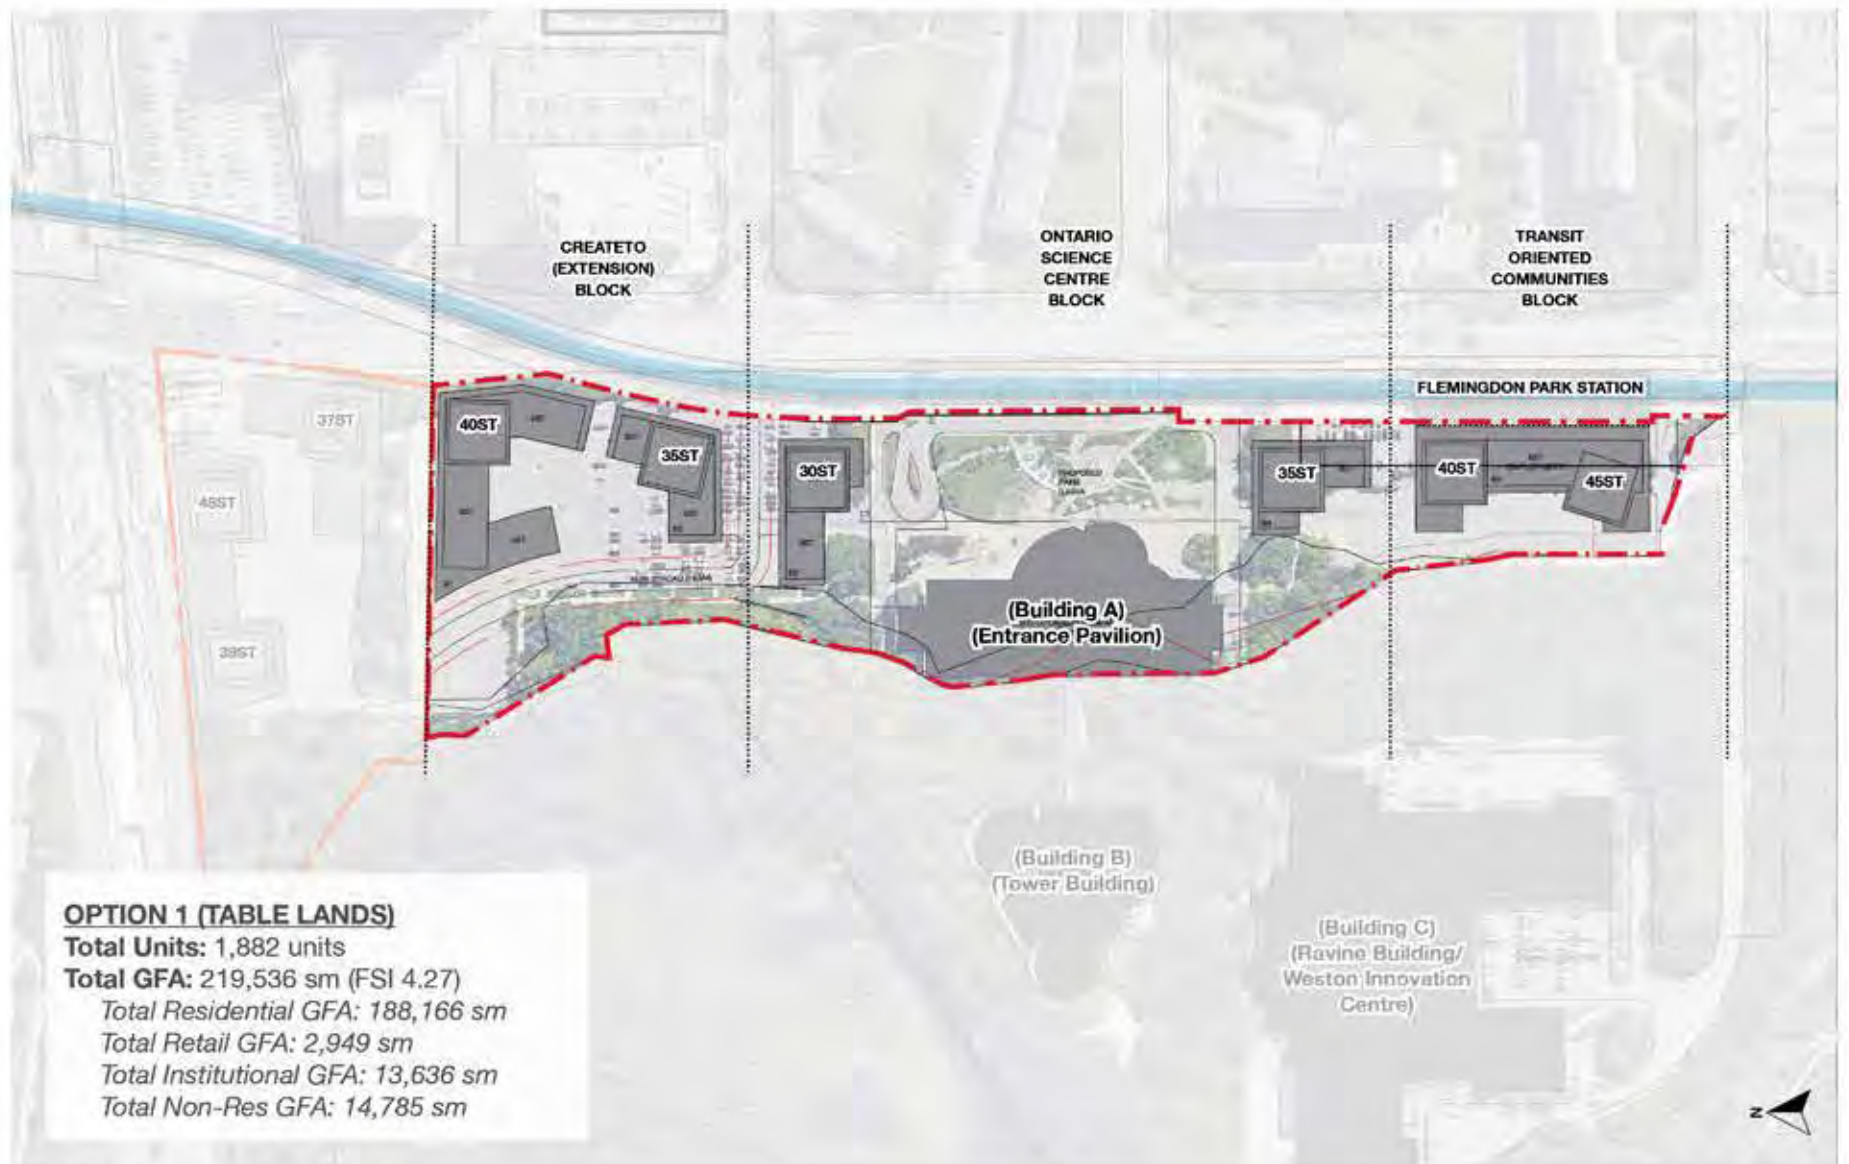 CREATETO
(EXTENSION)
BLOCK
ONTARIO
SCIENCE
CENTRE
BLOCK
TRANSIT
ORIENTED
COMMUNITIES
BLOCK
FLEMINGDON PARK STATION
37ST
48ST
39ST
40ST
35ST
30ST
35ST
40ST
45ST
PROPOSED
PARK
(Building A)
(Entrance Pavilion)
(Building B)
(Tower Building)
(Building C)
(Ravine Building/
Weston Innovation
Centre)
OPTION 1 (TABLE LANDS)
Total Units: 1,882 units
Total GFA: 219,536 sm (FSI 4.27)
Total Residential GFA: 188,166 sm
Total Retail GFA: 2,949 sm
Total Institutional GFA: 13,636 sm
Total Non-Res GFA: 14,785 sm
N